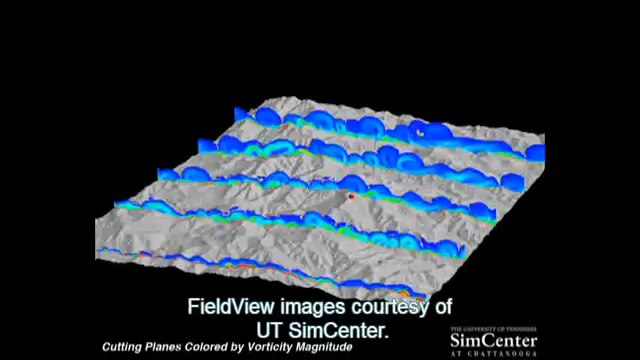 FieldView images courtesy of
UT SimCenter.
Cutting Planes Colored by Vorticity Magnitude
THE UNIVERSITY OF TENNESSEE
SimCenter
AT CHATTANOOGA